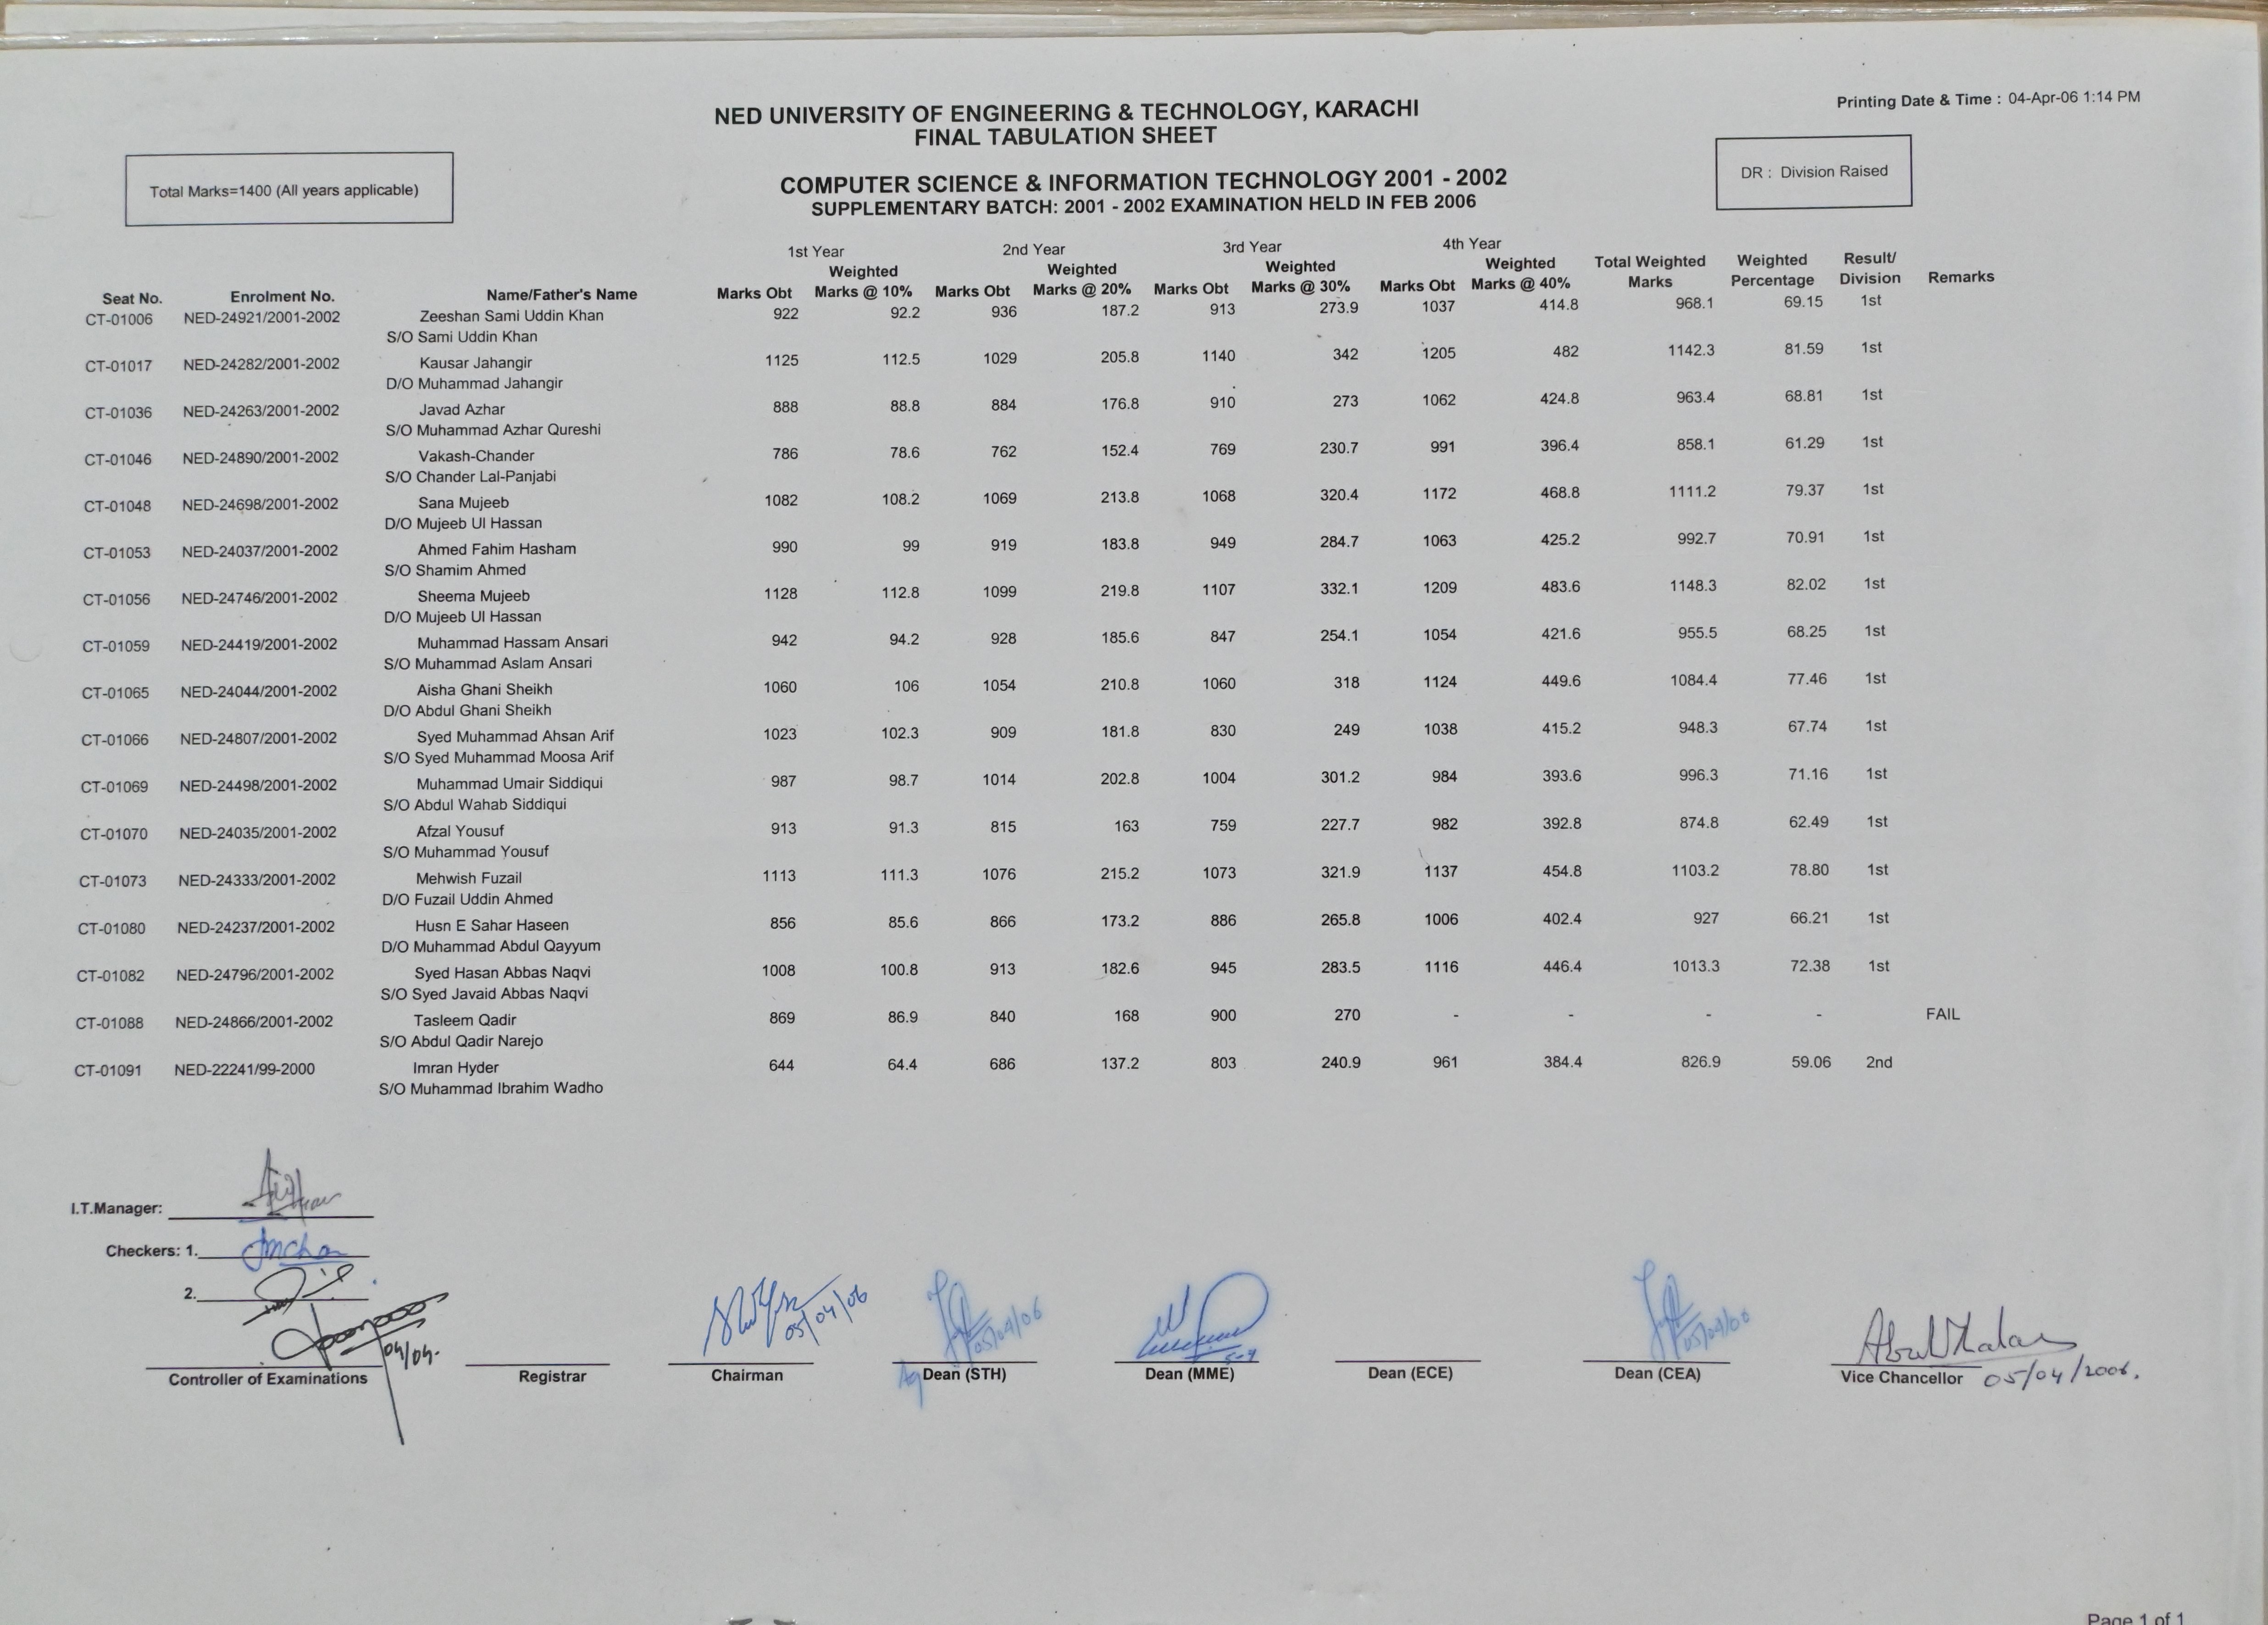 Printing Date & Time : 04-Apr-06 1:14 PM
NED UNIVERSITY OF ENGINEERING & TECHNOLOGY, KARACHI
FINAL TABULATION SHEET
Total Marks=1400 (All years applicable)
COMPUTER SCIENCE & INFORMATION TECHNOLOGY 2001 - 2002
SUPPLEMENTARY BATCH: 2001 - 2002 EXAMINATION HELD IN FEB 2006
DR : Division Raised
1st Year 2nd Year 3rd Year 4th Year
Seat No. Enrolment No. Name/Father's Name Marks Obt Weighted Marks @ 10% Marks Obt Weighted Marks @ 20% Marks Obt Weighted Marks @ 30% Marks Obt Weighted Marks @ 40% Total Weighted Marks Weighted Percentage Result/ Division Remarks
CT-01006 NED-24921/2001-2002 Zeeshan Sami Uddin Khan 922 92.2 936 187.2 913 273.9 1037 414.8 968.1 69.15 1st
S/O Sami Uddin Khan
CT-01017 NED-24282/2001-2002 Kausar Jahangir 1125 112.5 1029 205.8 1140 342 1205 482 1142.3 81.59 1st
D/O Muhammad Jahangir
CT-01036 NED-24263/2001-2002 Javad Azhar 888 88.8 884 176.8 910 273 1062 424.8 963.4 68.81 1st
S/O Muhammad Azhar Qureshi
CT-01046 NED-24890/2001-2002 Vakash-Chander 786 78.6 762 152.4 769 230.7 991 396.4 858.1 61.29 1st
S/O Chander Lal-Panjabi
CT-01048 NED-24698/2001-2002 Sana Mujeeb 1082 108.2 1069 213.8 1068 320.4 1172 468.8 1111.2 79.37 1st
D/O Mujeeb Ul Hassan
CT-01053 NED-24037/2001-2002 Ahmed Fahim Hasham 990 99 919 183.8 949 284.7 1063 425.2 992.7 70.91 1st
S/O Shamim Ahmed
CT-01056 NED-24746/2001-2002 Sheema Mujeeb 1128 112.8 1099 219.8 1107 332.1 1209 483.6 1148.3 82.02 1st
D/O Mujeeb Ul Hassan
CT-01059 NED-24419/2001-2002 Muhammad Hassam Ansari 942 94.2 928 185.6 847 254.1 1054 421.6 955.5 68.25 1st
S/O Muhammad Aslam Ansari
CT-01065 NED-24044/2001-2002 Aisha Ghani Sheikh 1060 106 1054 210.8 1060 318 1124 449.6 1084.4 77.46 1st
D/O Abdul Ghani Sheikh
CT-01066 NED-24807/2001-2002 Syed Muhammad Ahsan Arif 1023 102.3 909 181.8 830 249 1038 415.2 948.3 67.74 1st
S/O Syed Muhammad Moosa Arif
CT-01069 NED-24498/2001-2002 Muhammad Umair Siddiqui 987 98.7 1014 202.8 1004 301.2 984 393.6 996.3 71.16 1st
S/O Abdul Wahab Siddiqui
CT-01070 NED-24035/2001-2002 Afzal Yousuf 913 91.3 815 163 759 227.7 982 392.8 874.8 62.49 1st
S/O Muhammad Yousuf
CT-01073 NED-24333/2001-2002 Mehwish Fuzail 1113 111.3 1076 215.2 1073 321.9 1137 454.8 1103.2 78.80 1st
D/O Fuzail Uddin Ahmed
CT-01080 NED-24237/2001-2002 Husn E Sahar Haseen 856 85.6 866 173.2 886 265.8 1006 402.4 927 66.21 1st
D/O Muhammad Abdul Qayyum
CT-01082 NED-24796/2001-2002 Syed Hasan Abbas Naqvi 1008 100.8 913 182.6 945 283.5 1116 446.4 1013.3 72.38 1st
S/O Syed Javaid Abbas Naqvi
CT-01088 NED-24866/2001-2002 Tasleem Qadir 869 86.9 840 168 900 270 - - - - FAIL
S/O Abdul Qadir Narejo
CT-01091 NED-22241/99-2000 Imran Hyder 644 64.4 686 137.2 803 240.9 961 384.4 826.9 59.06 2nd
S/O Muhammad Ibrahim Wadho
I.T.Manager:
Checkers: 1.
2.
04/04. 05/04/06 05/04/06 5-4 05/04/06
Controller of Examinations Registrar Chairman Ag Dean (STH) Dean (MME) Dean (ECE) Dean (CEA) Vice Chancellor 05/04/2006.
Page 1 of 1